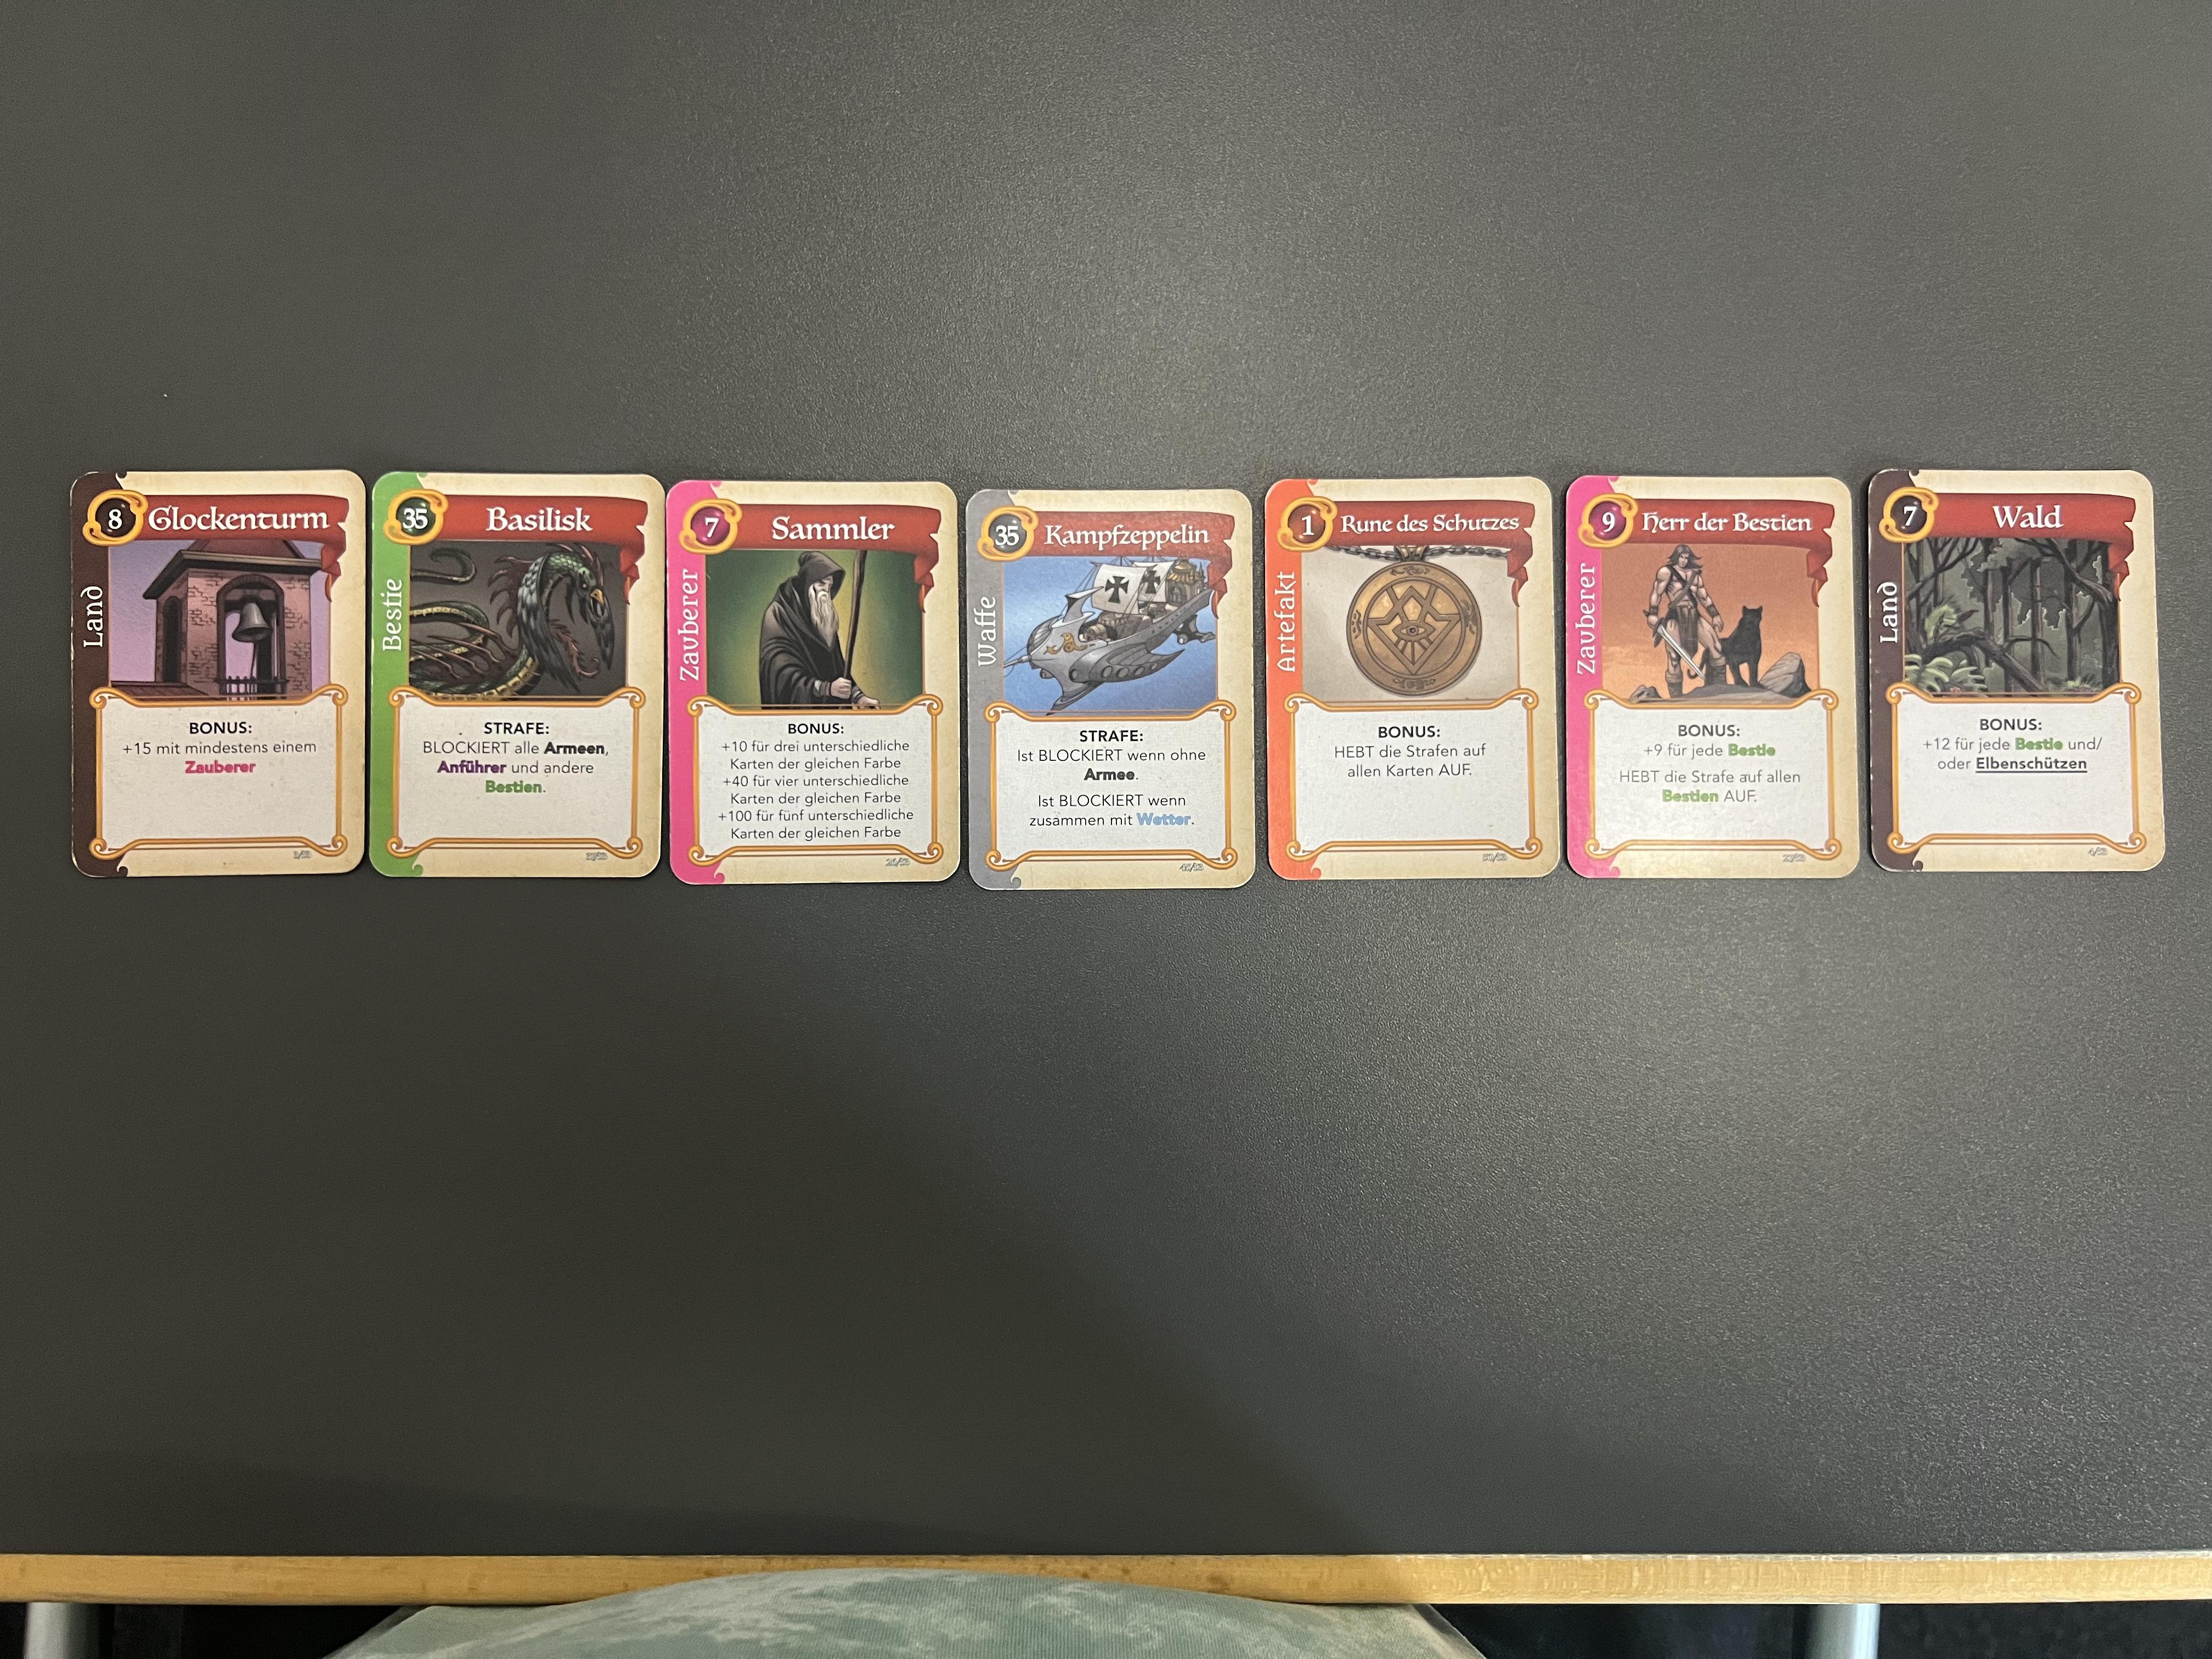 Land
8
Glockenturm
BONUS:
+15 mit mindestens einem
Zauberer
Bestie
35
Basilisk
STRAFE:
BLOCKIERT alle Armeen,
Anführer und andere
Bestien.
Zauberer
7
Sammler
BONUS:
+10 für drei unterschiedliche
Karten der gleichen Farbe
+40 für vier unterschiedliche
Karten der gleichen Farbe
+100 für fünf unterschiedliche
Karten der gleichen Farbe
Waffe
35
Kampfzeppelin
STRAFE:
Ist BLOCKIERT wenn ohne
Armee.
Ist BLOCKIERT wenn
zusammen mit Wetter.
Artefakt
1
Rune des Schutzes
BONUS:
HEBT die Strafen auf
allen Karten AUF.
Zauberer
9
Herr der Bestien
BONUS:
+9 für jede Bestie
HEBT die Strafe auf allen
Bestien AUF.
Land
7
Wald
BONUS:
+12 für jede Bestie und/
oder Elbenschützen